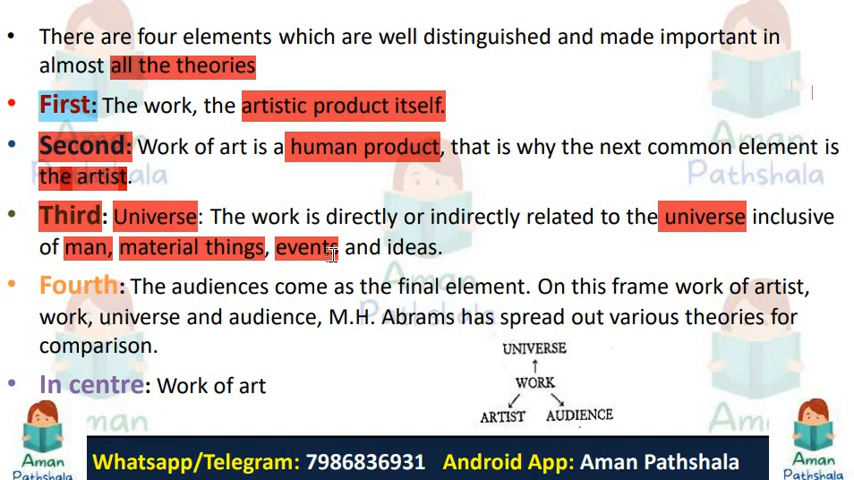 • There are four elements which are well distinguished and made important in
almost all the theories
• First: The work, the artistic product itself.
• Second: Work of art is a human product, that is why the next common element is
the artist.
• Third: Universe: The work is directly or indirectly related to the universe inclusive
of man, material things, events and ideas.
• Fourth: The audiences come as the final element. On this frame work of artist,
work, universe and audience, M.H. Abrams has spread out various theories for
comparison.
• In centre: Work of art
UNIVERSE
WORK
ARTIST AUDIENCE
Aman
Pathshala
Aman
Pathshala
Whatsapp/Telegram: 7986836931 Android App: Aman Pathshala